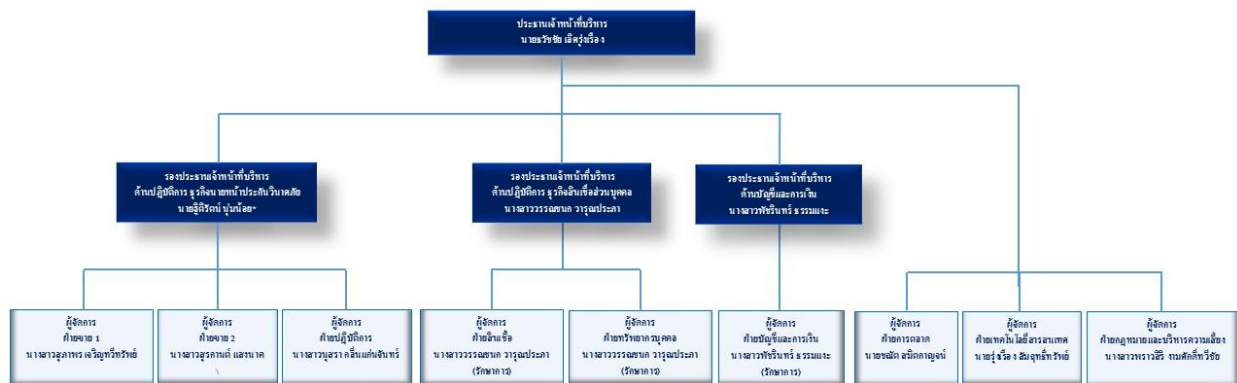 ประธานเจ้าหน้าที่บริหาร
นายธวัชชัย เลิศรุ่งเรือง
รองประธานเจ้าหน้าที่บริหาร
ด้านปฏิบัติการ ธุรกิจนายหน้าประกันวินาศภัย
นายฐิติรัตน์ นุ่มน้อย*
รองประธานเจ้าหน้าที่บริหาร
ด้านปฏิบัติการ ธุรกิจสินเชื่อส่วนบุคคล
นางสาววรรณชนก วารุณประภา
รองประธานเจ้าหน้าที่บริหาร
ด้านบัญชีและการเงิน
นางสาวพัชรินทร์ ธรรมแงะ
ผู้จัดการ
ฝ่ายขาย 1
นางสาวสุภาพร เจริญทวีทรัพย์
ผู้จัดการ
ฝ่ายขาย 2
นางสาวสุรกานต์ แสงนาค
\
ผู้จัดการ
ฝ่ายปฏิบัติการ
นางสาวนุสรา กลิ่นแก่นจันทร์
ผู้จัดการ
ฝ่ายสินเชื่อ
นางสาววรรณชนก วารุณประภา
(รักษาการ)
ผู้จัดการ
ฝ่ายทรัพยากรบุคคล
นางสาววรรณชนก วารุณประภา
(รักษาการ)
ผู้จัดการ
ฝ่ายบัญชีและการเงิน
นางสาวพัชรินทร์ ธรรมแงะ
(รักษาการ)
ผู้จัดการ
ฝ่ายการตลาด
ผู้จัดการ
ฝ่ายเทคโนโลยีสารสนเทศ
นายรุ่งเรือง สัมฤทธิ์ทรัพย์
ผู้จัดการ
ฝ่ายกฎหมายและบริหารความเสี่ยง
นางสาวพราวสิริ งามศักดิ์ทวีชัย